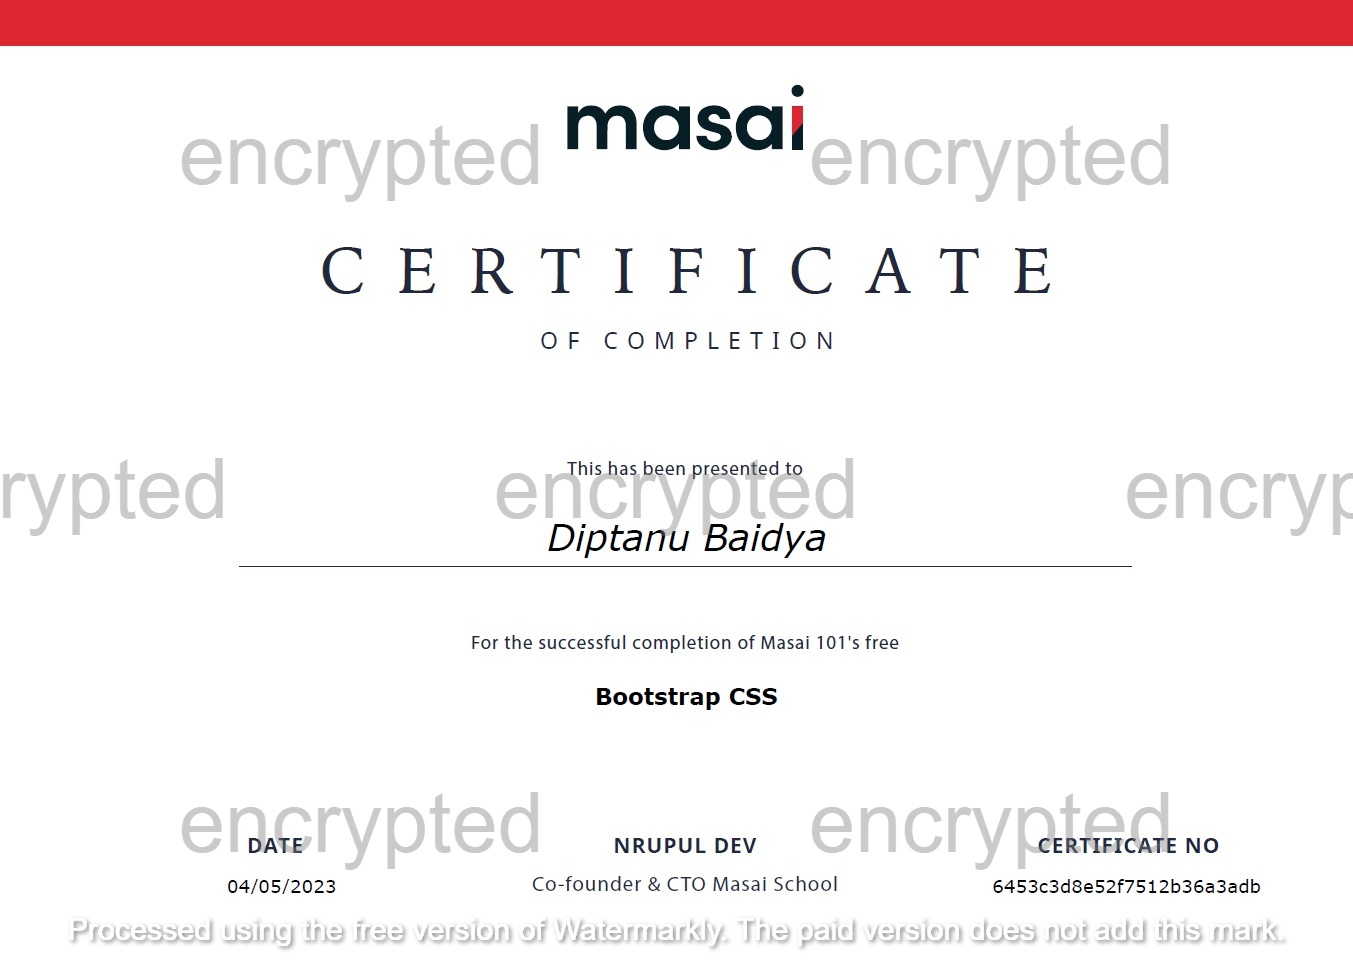 masai
encrypted encrypted
CERTIFICATE
OF COMPLETION
This has been presented to
rypted encrypted encryp
Diptanu Baidya
For the successful completion of Masai 101's free
Bootstrap CSS
encrypted encrypted
DATE NRUPUL DEV CERTIFICATE NO
04/05/2023 Co-founder & CTO Masai School 6453c3d8e52f7512b36a3adb
Processed using the free version of Watermarkly. The paid version does not add this mark.